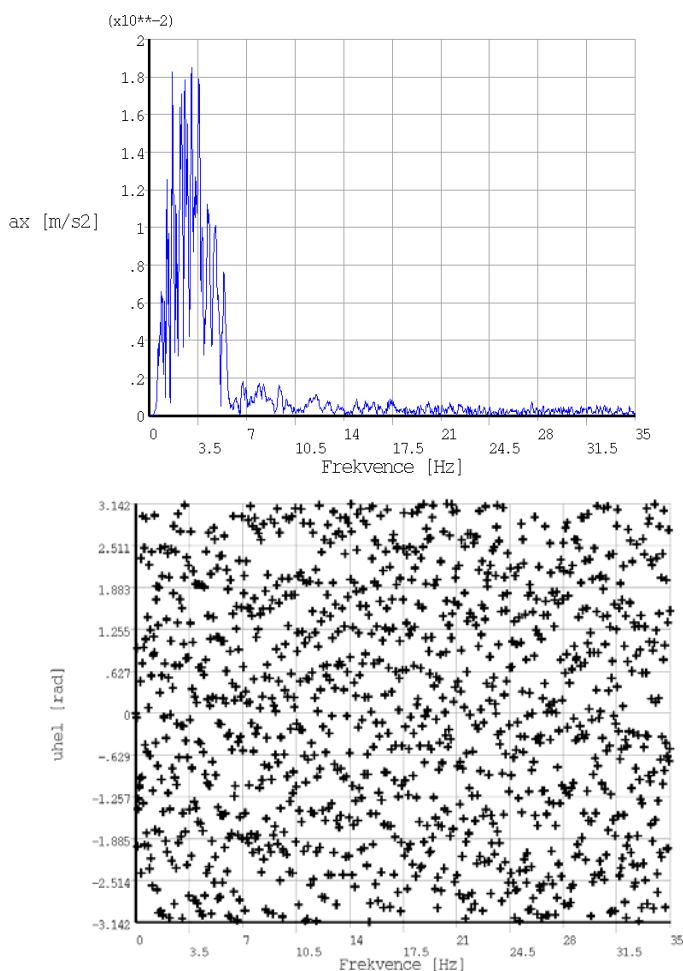 (x10**-2)
2
1.8
1.6
1.4
1.2
1
.8
.6
.4
.2
0
ax [m/s2]
0 7 14 21 28 35
3.5 10.5 17.5 24.5 31.5
Frekvence [Hz]
3.142
2.511
1.883
1.255
.627
0
-.629
-1.257
-1.885
-2.514
-3.142
uhel [rad]
0 7 14 21 28 35
3.5 10.5 17.5 24.5 31.5
Frekvence [Hz]